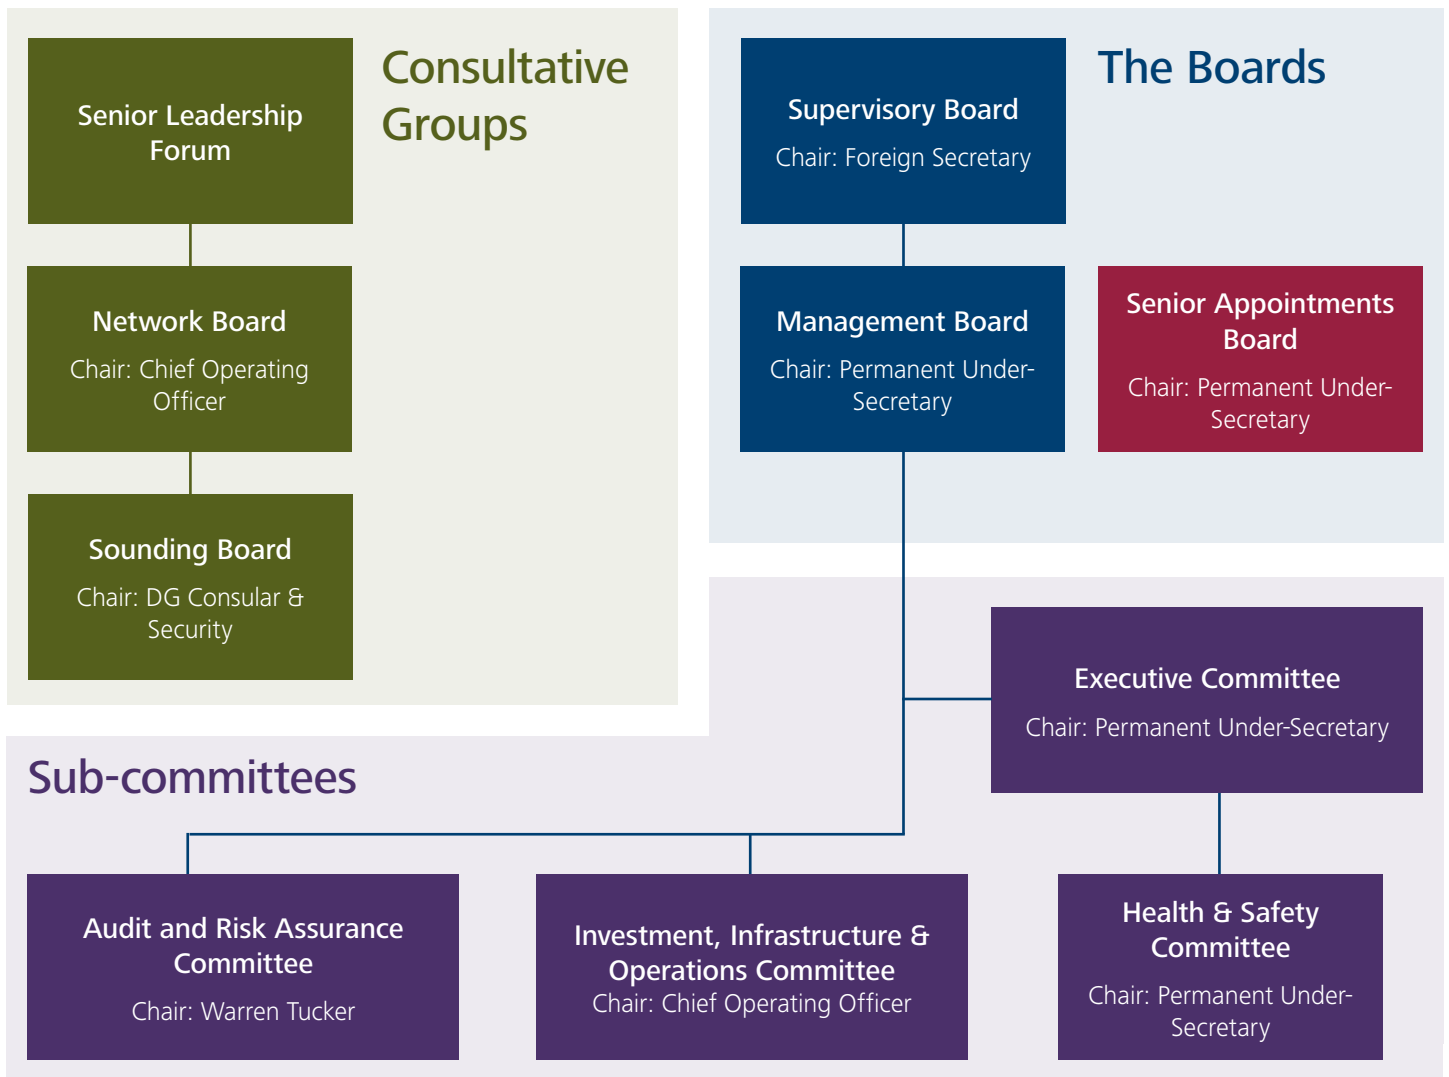 Consultative
Groups
Senior Leadership
Forum
Network Board
Chair: Chief Operating
Officer
Sounding Board
Chair: DG Consular &
Security
The Boards
Supervisory Board
Chair: Foreign Secretary
Management Board
Chair: Permanent Under-
Secretary
Senior Appointments
Board
Chair: Permanent Under-
Secretary
Sub-committees
Executive Committee
Chair: Permanent Under-Secretary
Audit and Risk Assurance
Committee
Chair: Warren Tucker
Investment, Infrastructure &
Operations Committee
Chair: Chief Operating Officer
Health & Safety
Committee
Chair: Permanent Under-
Secretary